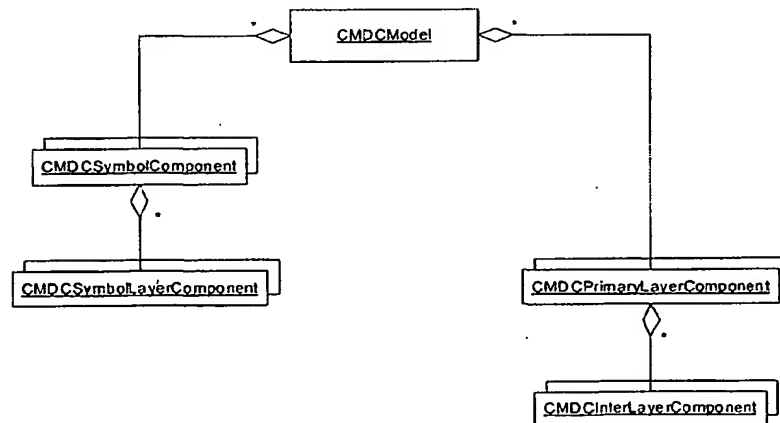 * CMDCModel *
CMDCSymbolComponent
*
CMDCSymbolLayerComponent
CMDCPrimaryLayerComponent
*
CMDCInterLayerComponent